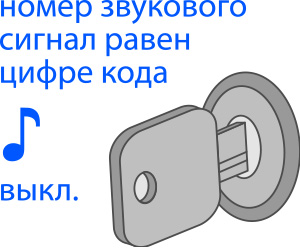 номер звукового
сигнал равен
цифре кода
выкл.